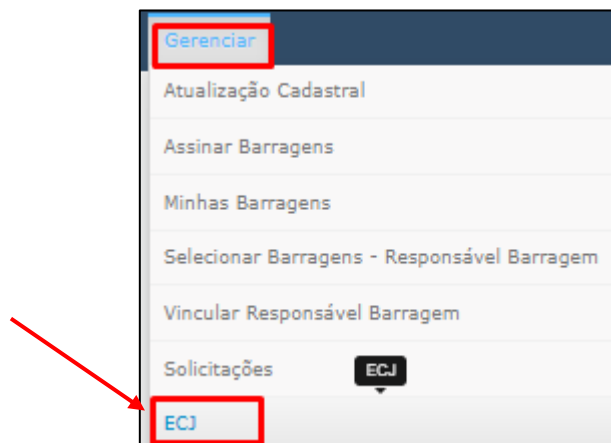 Gerenciar
Atualização Cadastral
Assinar Barragens
Minhas Barragens
Selecionar Barragens - Responsável Barragem
Vincular Responsável Barragem
Solicitações
ECJ
ECJ